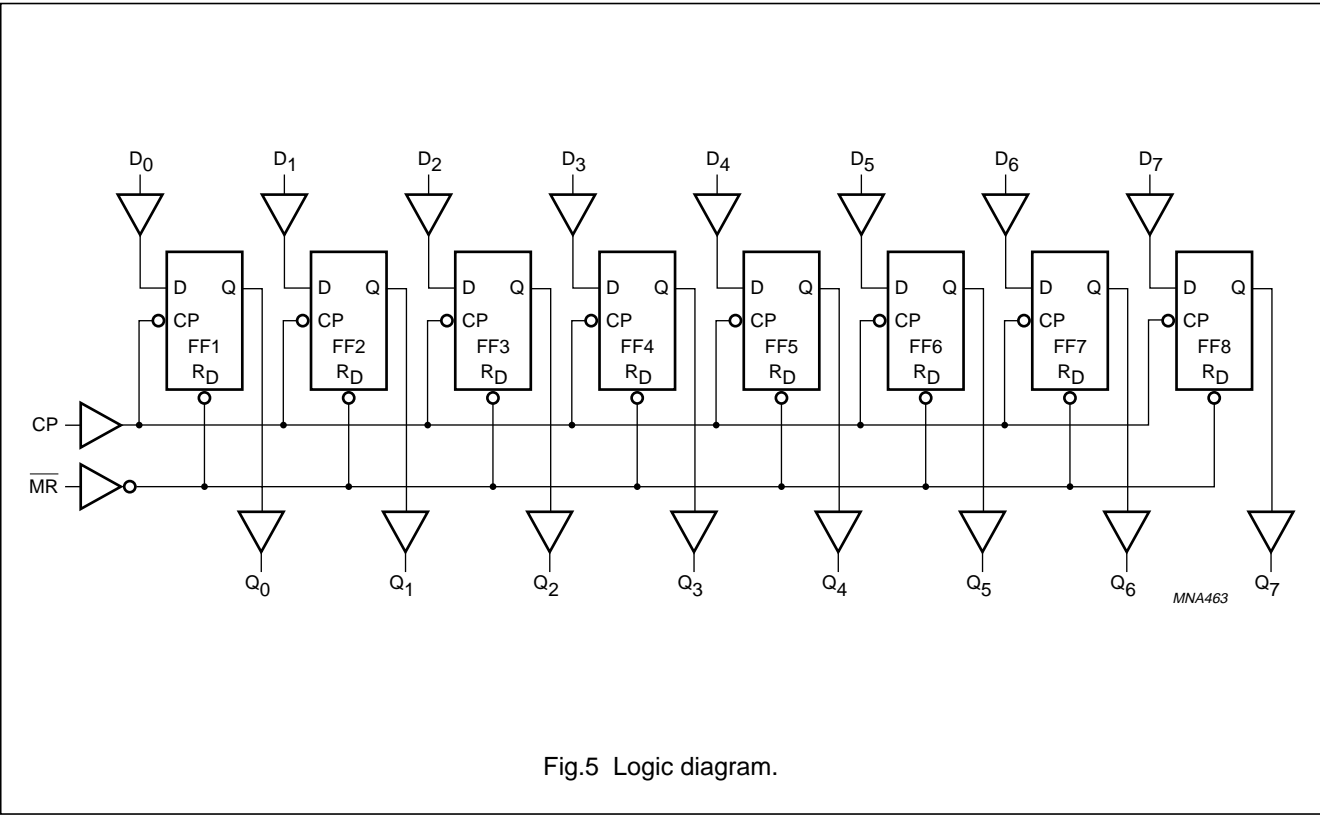 D0 D1 D2 D3 D4 D5 D6 D7
D Q D Q D Q D Q D Q D Q D Q D Q
CP CP CP CP CP CP CP CP
FF1 FF2 FF3 FF4 FF5 FF6 FF7 FF8
RD RD RD RD RD RD RD RD
CP
MR
Q0 Q1 Q2 Q3 Q4 Q5 Q6 Q7
MNA463
Fig.5 Logic diagram.